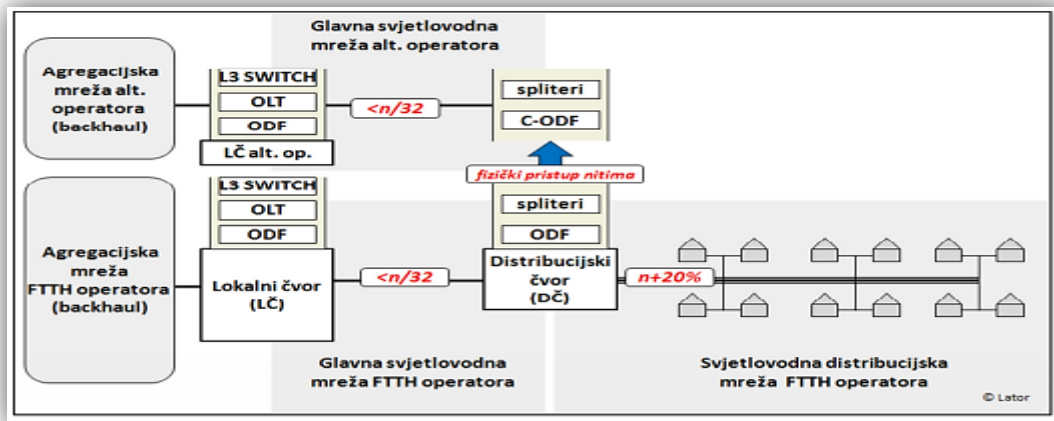 Glavna svjetlovodna
mreža alt. operatora
Agregacijska
mreža alt.
operatora
(backhaul)
L3 SWITCH
OLT
ODF
LČ alt. op.
<n/32
spliteri
C-ODF
fizički pristup nitima
Agregacijska
mreža
FTTH operatora
(backhaul)
L3 SWITCH
OLT
ODF
Lokalni čvor
(LČ)
<n/32
spliteri
ODF
Distribucijski
čvor
(DČ)
n+20%
Glavna svjetlovodna
mreža FTTH operatora
Svjetlovodna distribucijska
mreža FTTH operatora
© Lator